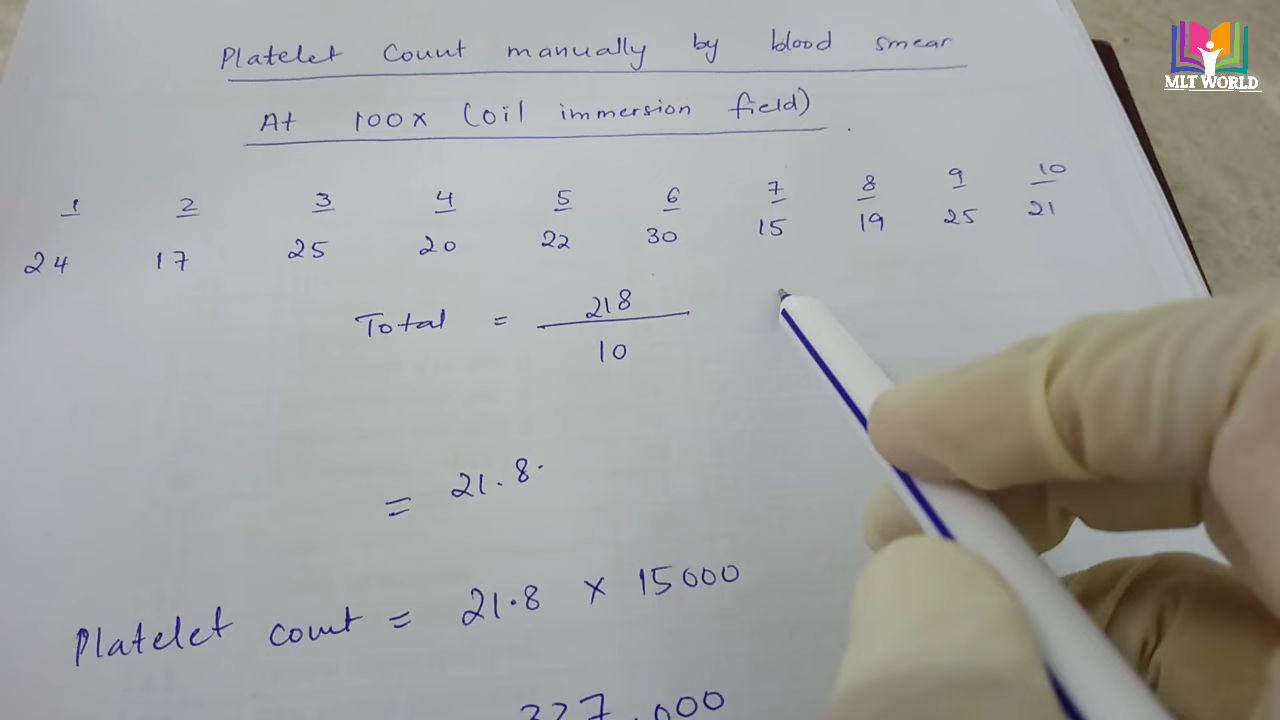 Platelet Count manually by blood smear
At 100x (oil immersion field)
MLT WORLD
1 2 3 4 5 6 7 8 9 10
24 17 25 20 22 30 15 19 25 21
Total = 218
10
= 21.8.
Platelet count = 21.8 x 15000
327,000